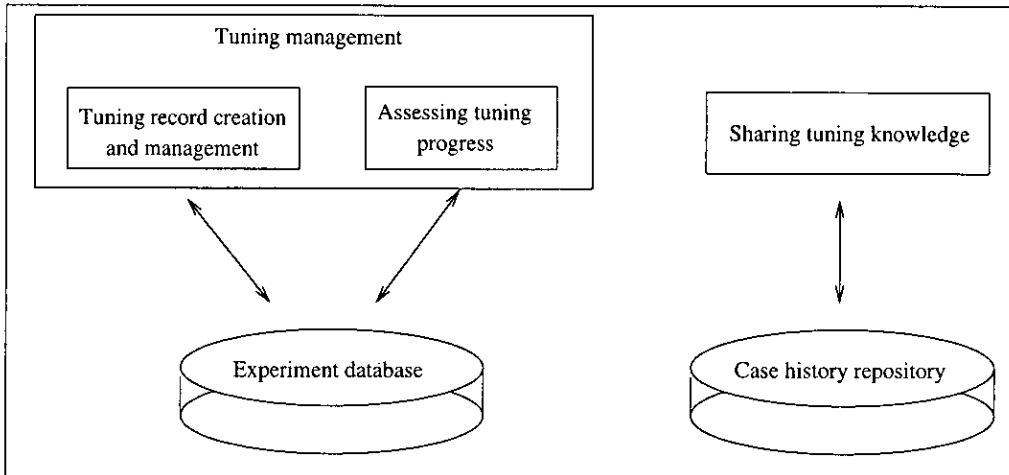 Tuning management
Tuning record creation
and management
Assessing tuning
progress
Sharing tuning knowledge
Experiment database
Case history repository